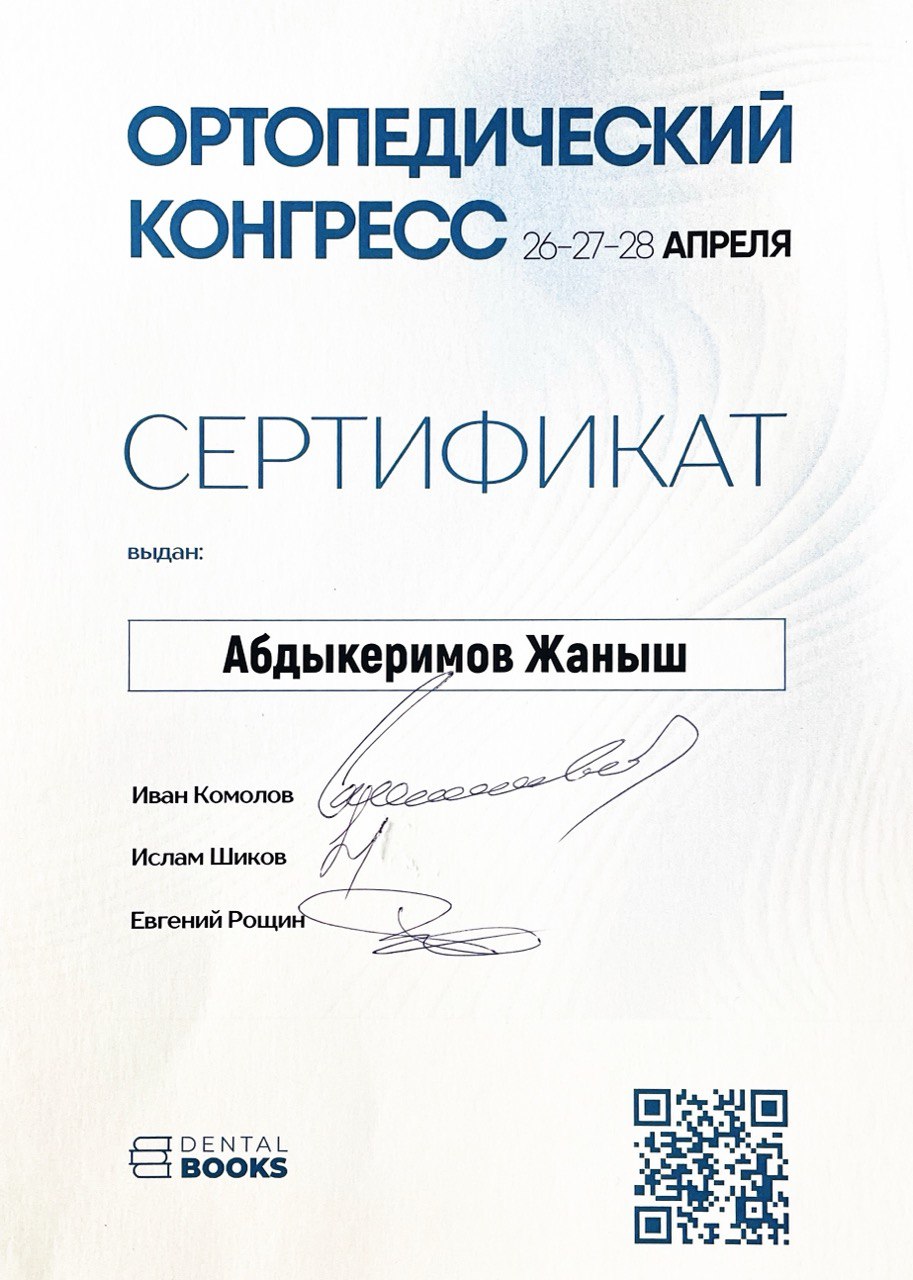 ОРТОПЕДИЧЕСКИЙ
КОНГРЕСС 26-27-28 АПРЕЛЯ
СЕРТИФИКАТ
выдан:
Абдыкеримов Жаныш
Иван Комолов
Ислам Шиков
Евгений Рощин
DENTAL
BOOKS